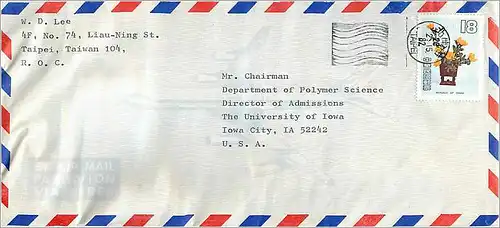 W. D. Lee
4F, No. 74, Liau-Ning St.
Taipei, Taiwan 104,
R. O. C.
18
TAIPEI
Mr. Chairman
Department of Polymer Science
Director of Admissions
The University of Iowa
Iowa City, IA 52242
U. S. A.